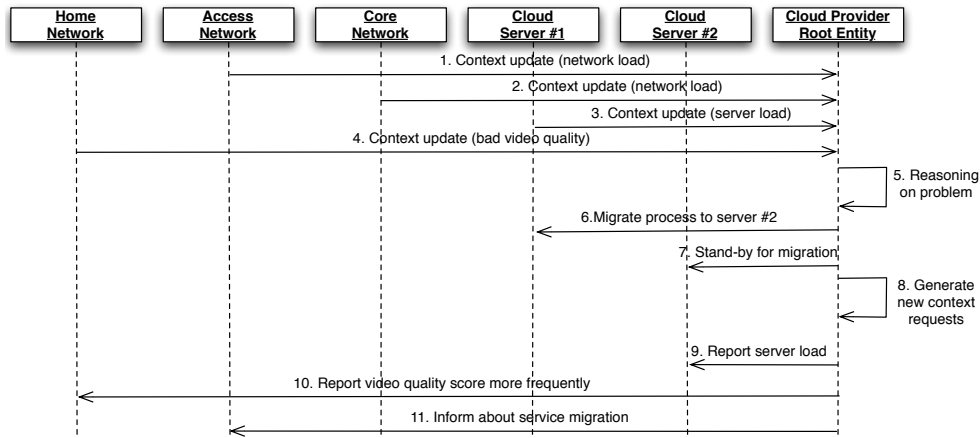 Home
Network
Access
Network
Core
Network
Cloud
Server #1
Cloud
Server #2
Cloud Provider
Root Entity
1. Context update (network load)
2. Context update (network load)
3. Context update (server load)
4. Context update (bad video quality)
5. Reasoning
on problem
6.Migrate process to server #2
7. Stand-by for migration
8. Generate
new context
requests
9. Report server load
10. Report video quality score more frequently
11. Inform about service migration